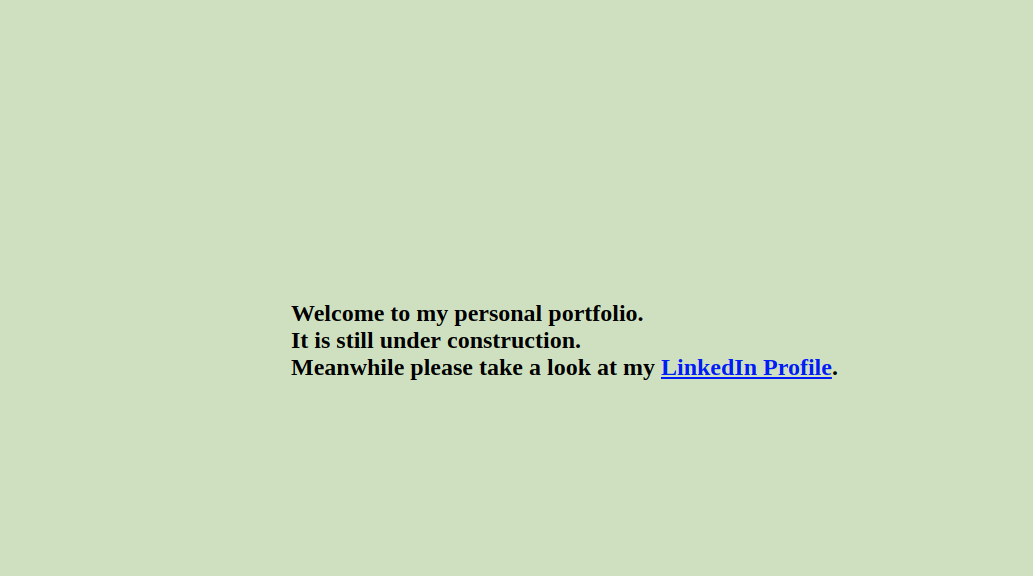 Welcome to my personal portfolio.
It is still under construction.
Meanwhile please take a look at my LinkedIn Profile.